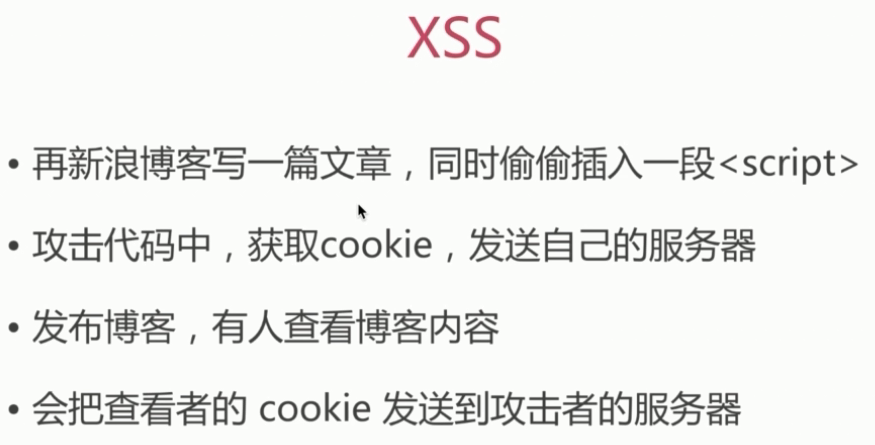 XSS
• 再新浪博客写一篇文章，同时偷偷插入一段<script>
• 攻击代码中，获取cookie，发送自己的服务器
• 发布博客，有人查看博客内容
• 会把查看者的 cookie 发送到攻击者的服务器